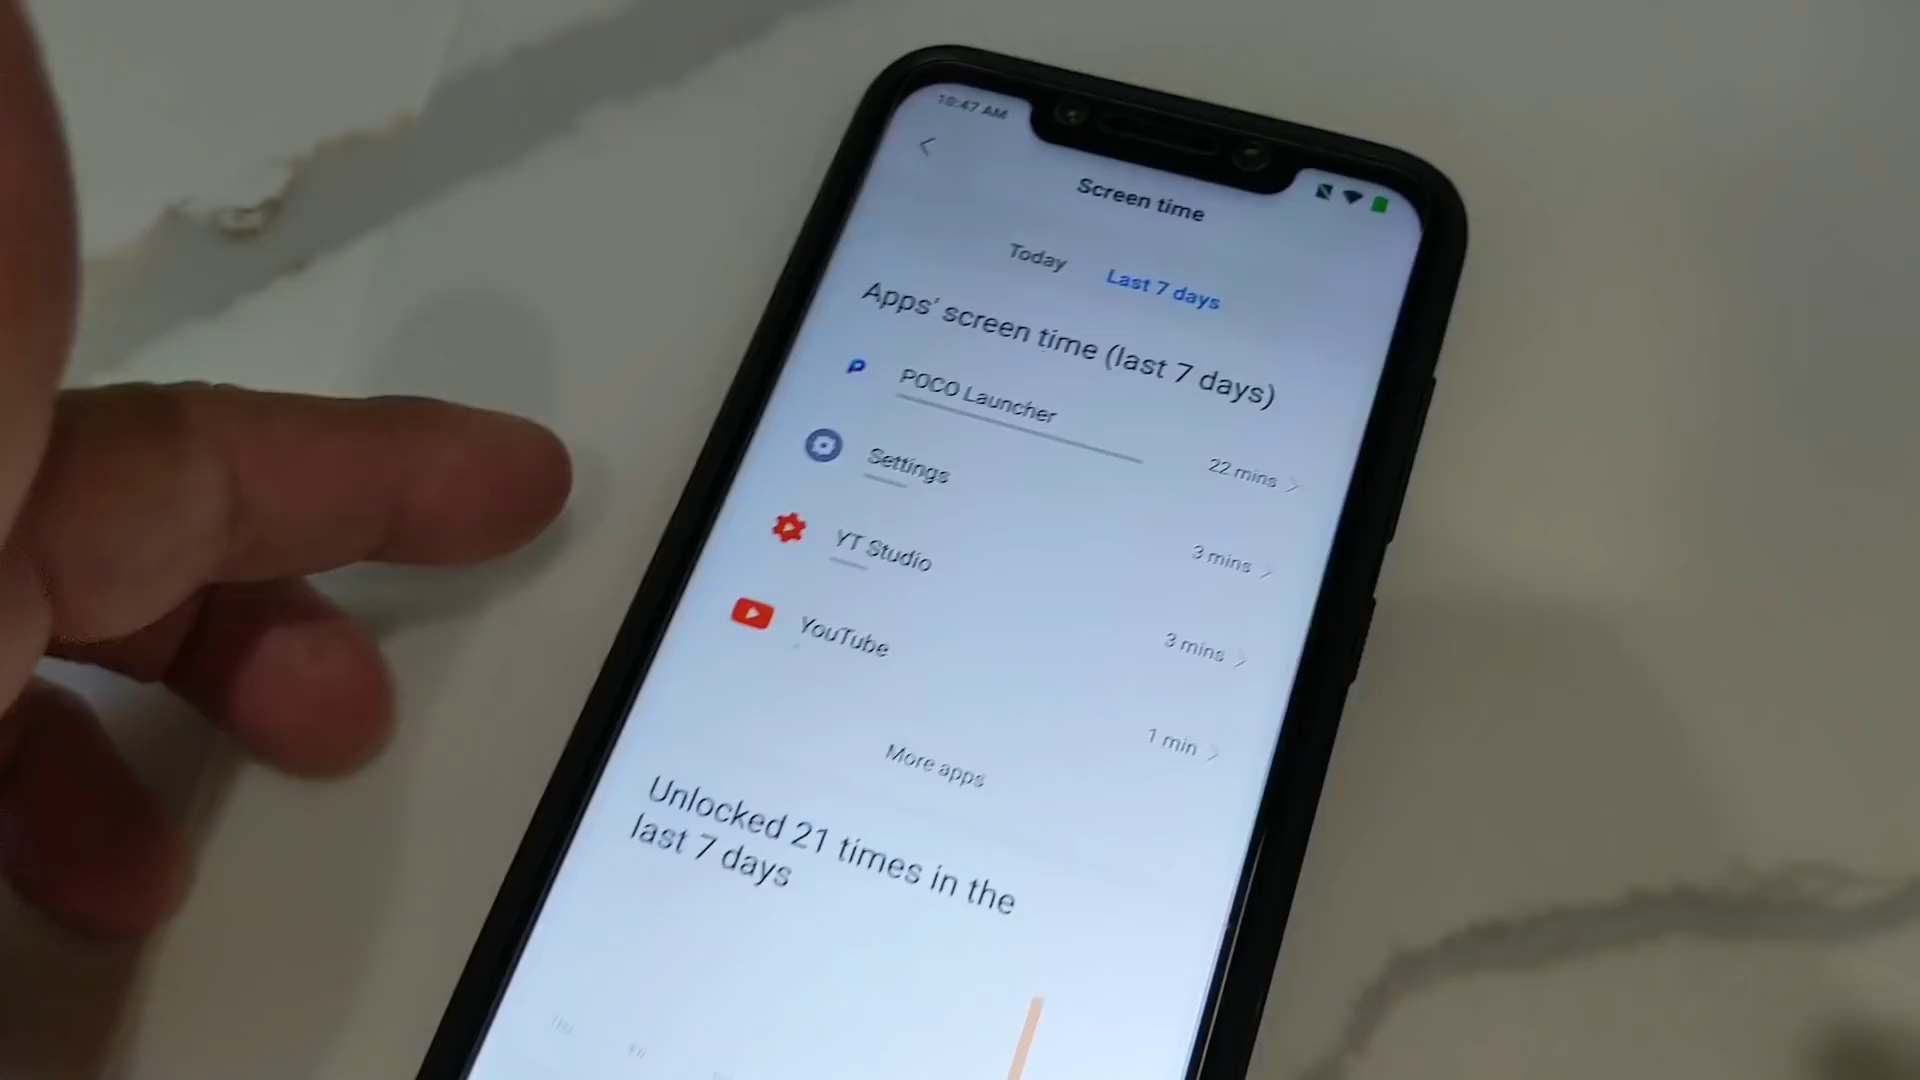 10:47 AM
Screen time
Today
Last 7 days
Apps' screen time (last 7 days)
POCO Launcher
22 mins
Settings
3 mins
YT Studio
3 mins
YouTube
1 min
More apps
Unlocked 21 times in the
last 7 days
Thu
Fri